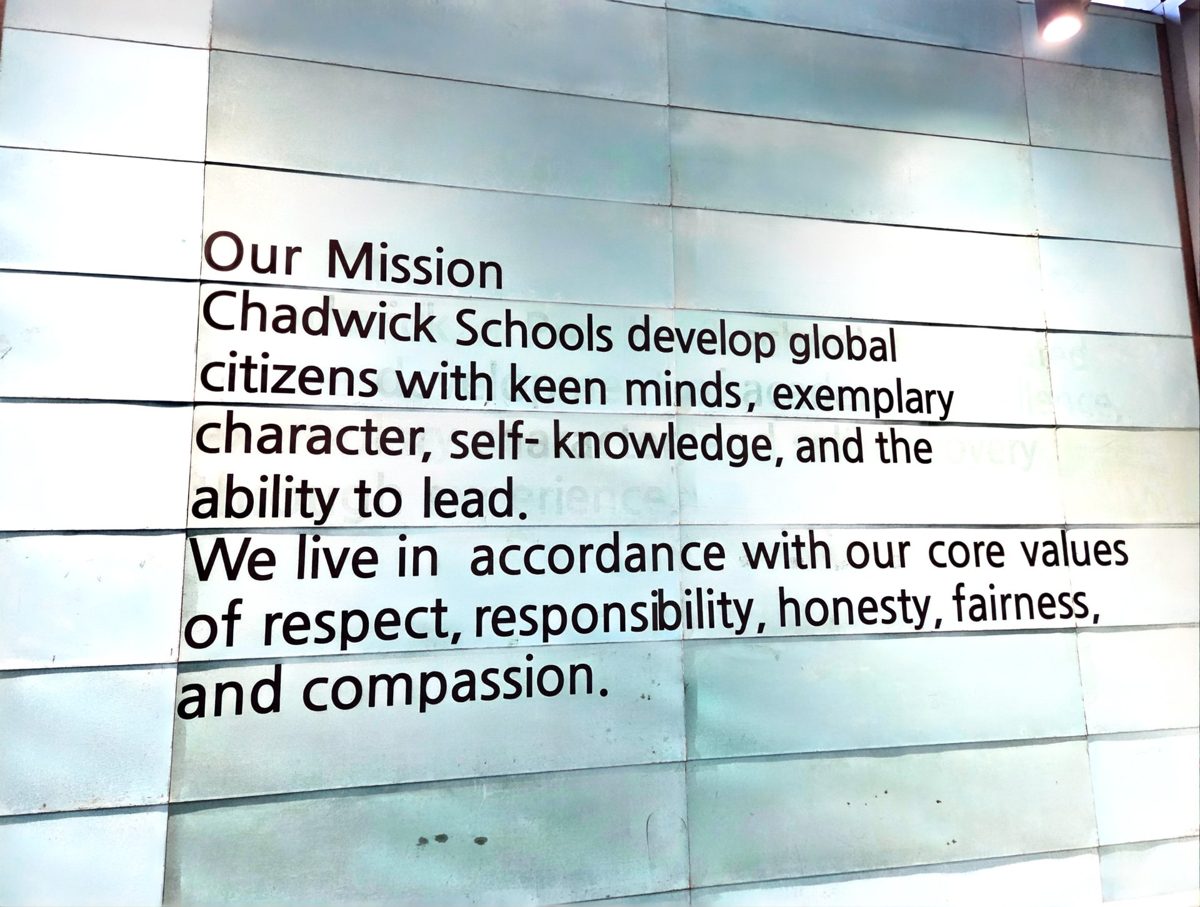 Our Mission
Chadwick Schools develop global
citizens with keen minds, exemplary
character, self-knowledge, and the
ability to lead.
We live in accordance with our core values
of respect, responsibility, honesty, fairness,
and compassion.